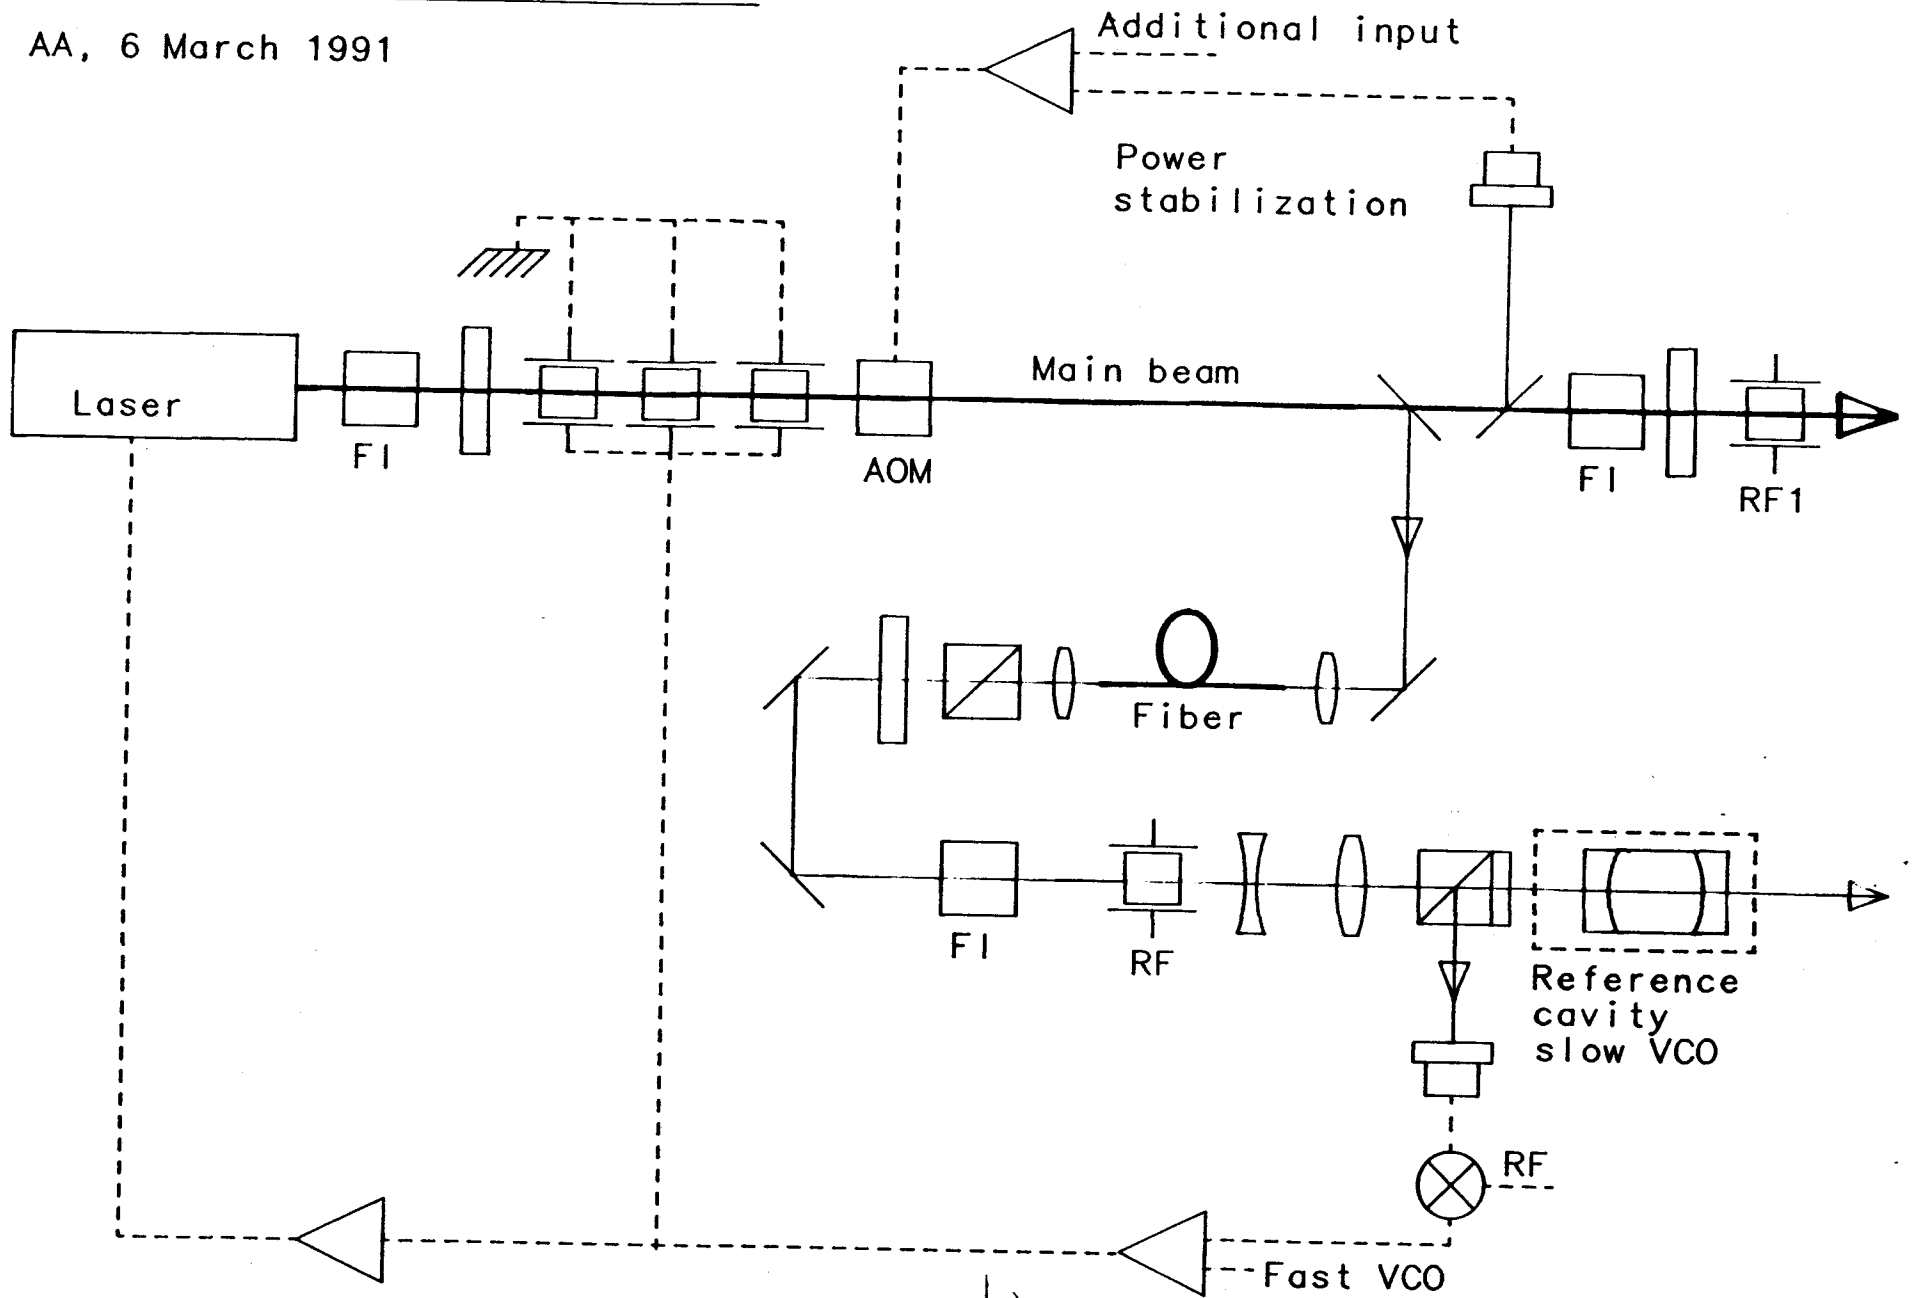 AA, 6 March 1991
Additional input
Power
stabilization
Laser
FI
AOM
Main beam
FI
RF1
Fiber
FI
RF
Reference
cavity
slow VCO
RF
Fast VCO